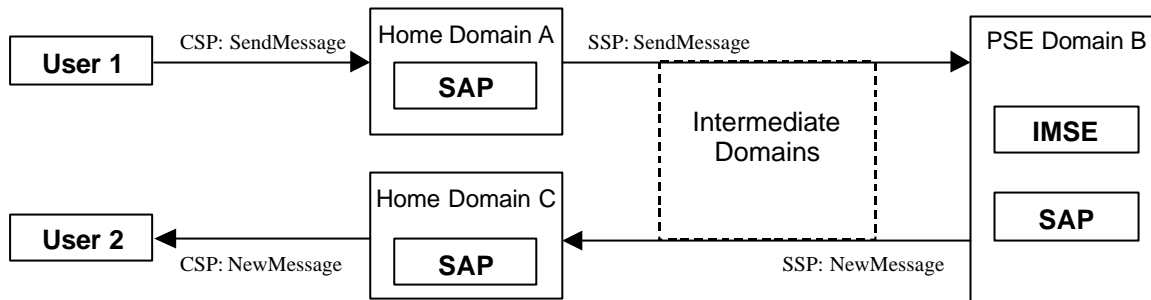 Home Domain A
PSE Domain B
CSP: SendMessage
SSP: SendMessage
User 1
SAP
Intermediate
Domains
IMSE
Home Domain C
SAP
User 2
SAP
CSP: NewMessage
SSP: NewMessage